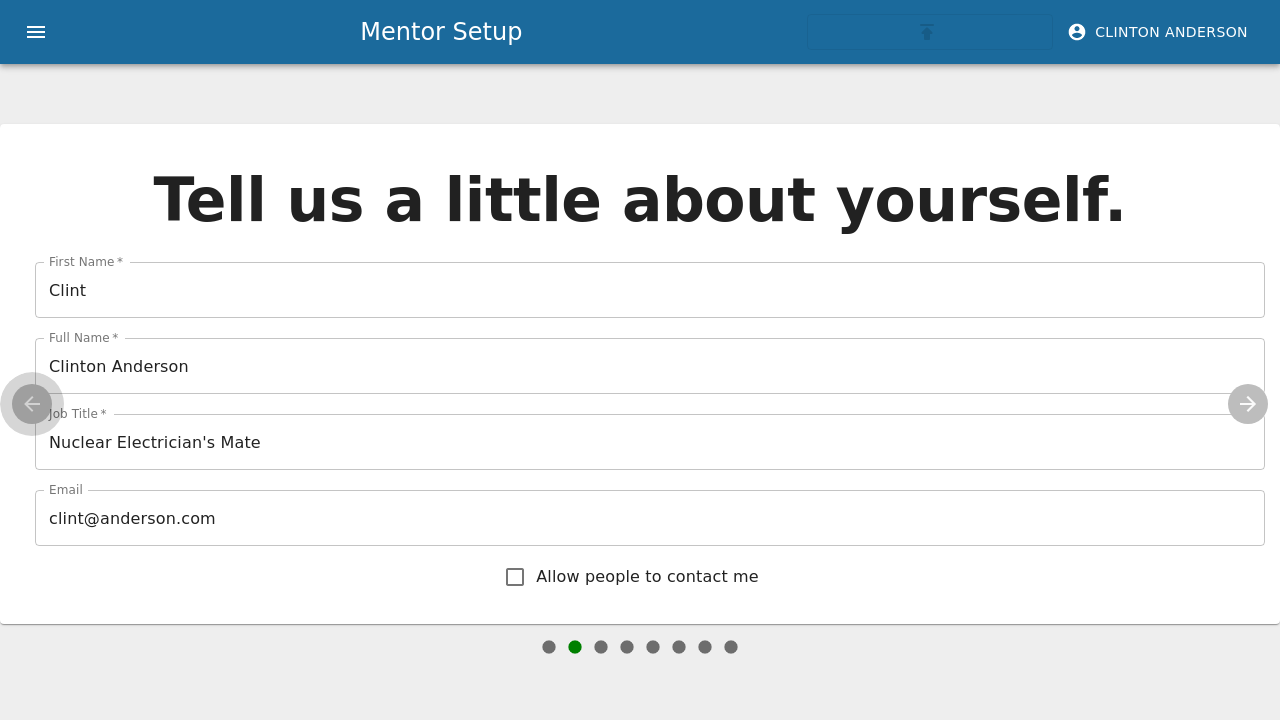 Mentor Setup
CLINTON ANDERSON
Tell us a little about yourself.
First Name *
Clint
Full Name *
Clinton Anderson
Job Title *
Nuclear Electrician's Mate
Email
clint@anderson.com
Allow people to contact me